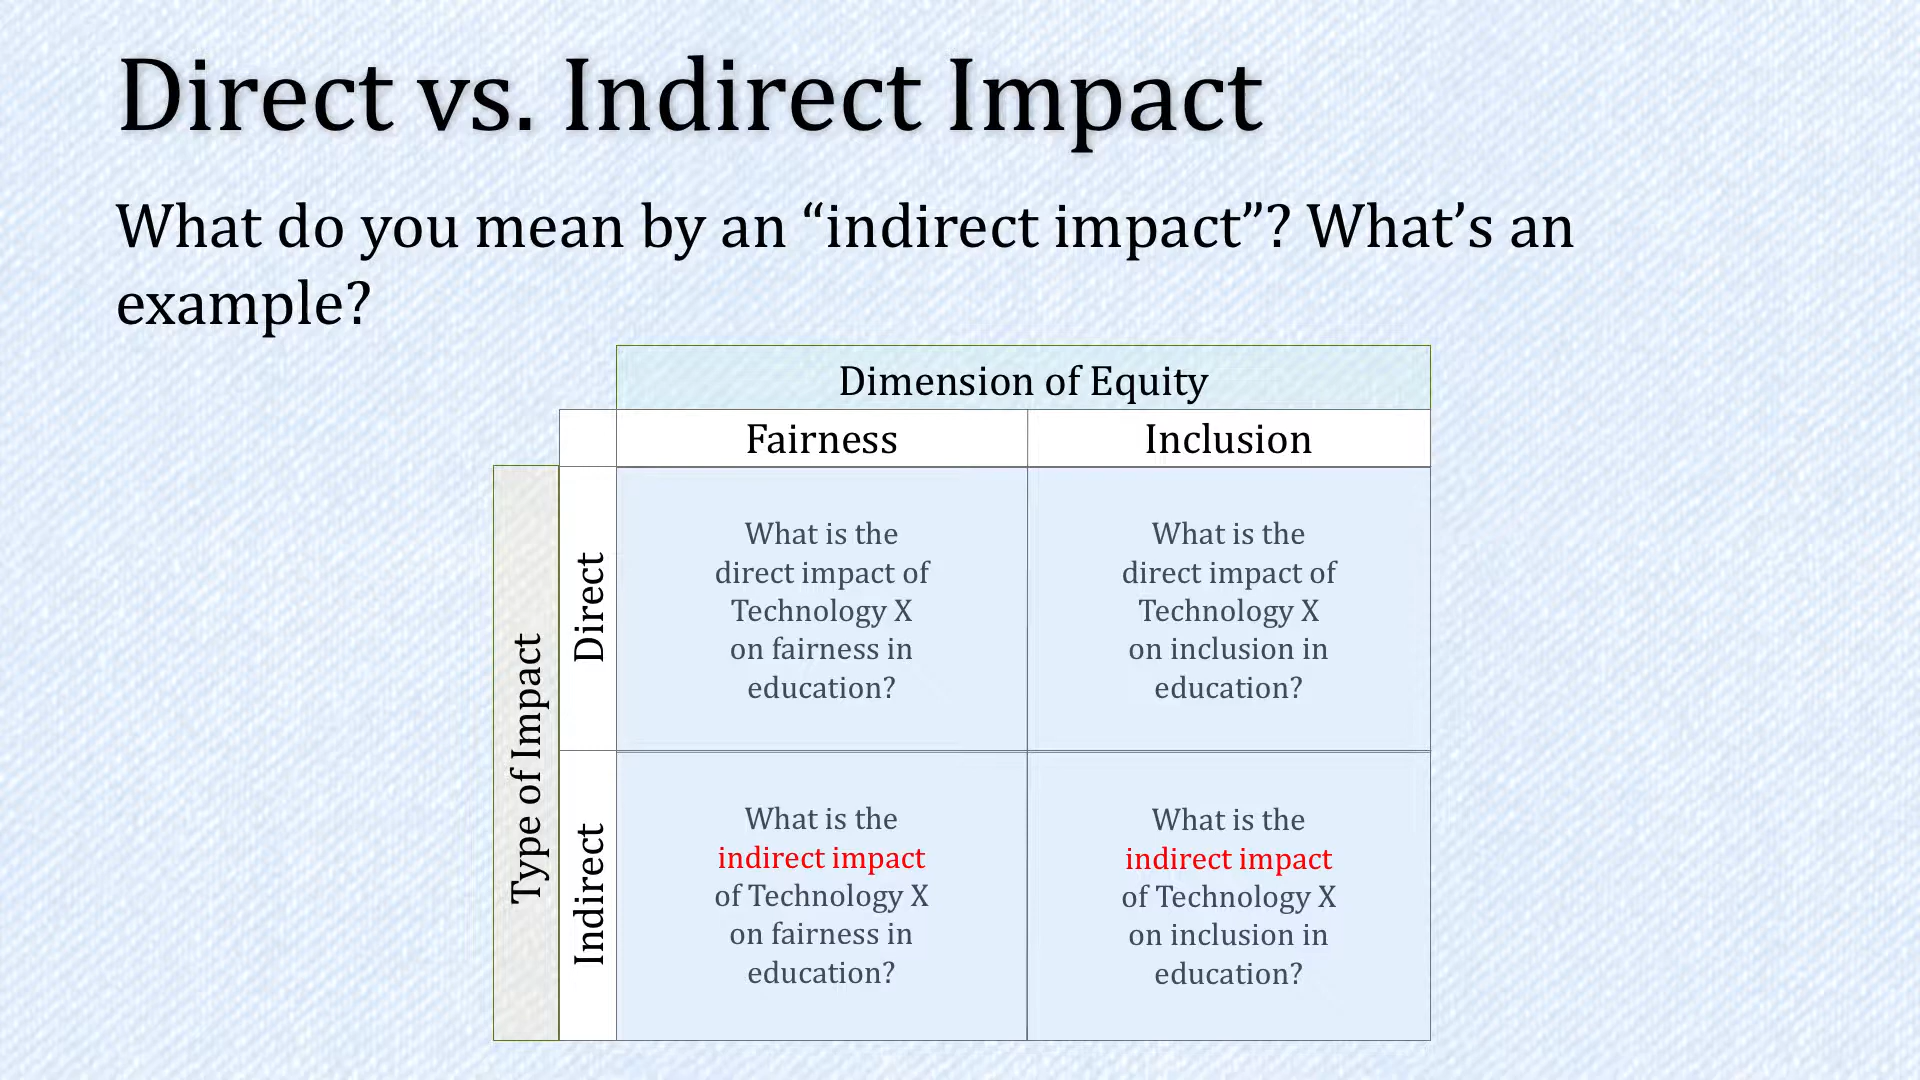 Direct vs. Indirect Impact
What do you mean by an “indirect impact”? What’s an
example?
Dimension of Equity
Fairness
Inclusion
Type of Impact
Direct
What is the
direct impact of
Technology X
on fairness in
education?
What is the
direct impact of
Technology X
on inclusion in
education?
Indirect
What is the
indirect impact
of Technology X
on fairness in
education?
What is the
indirect impact
of Technology X
on inclusion in
education?